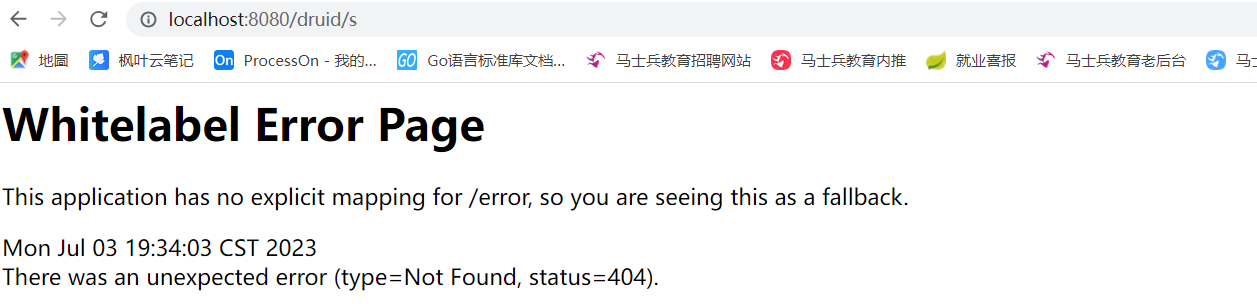 localhost:8080/druid/s
地圖 枫叶云笔记 On ProcessOn - 我的... GO Go语言标准库文档... 马士兵教育招聘网站 马士兵教育内推 就业喜报 马士兵教育老后台 马士
Whitelabel Error Page
This application has no explicit mapping for /error, so you are seeing this as a fallback.
Mon Jul 03 19:34:03 CST 2023
There was an unexpected error (type=Not Found, status=404).